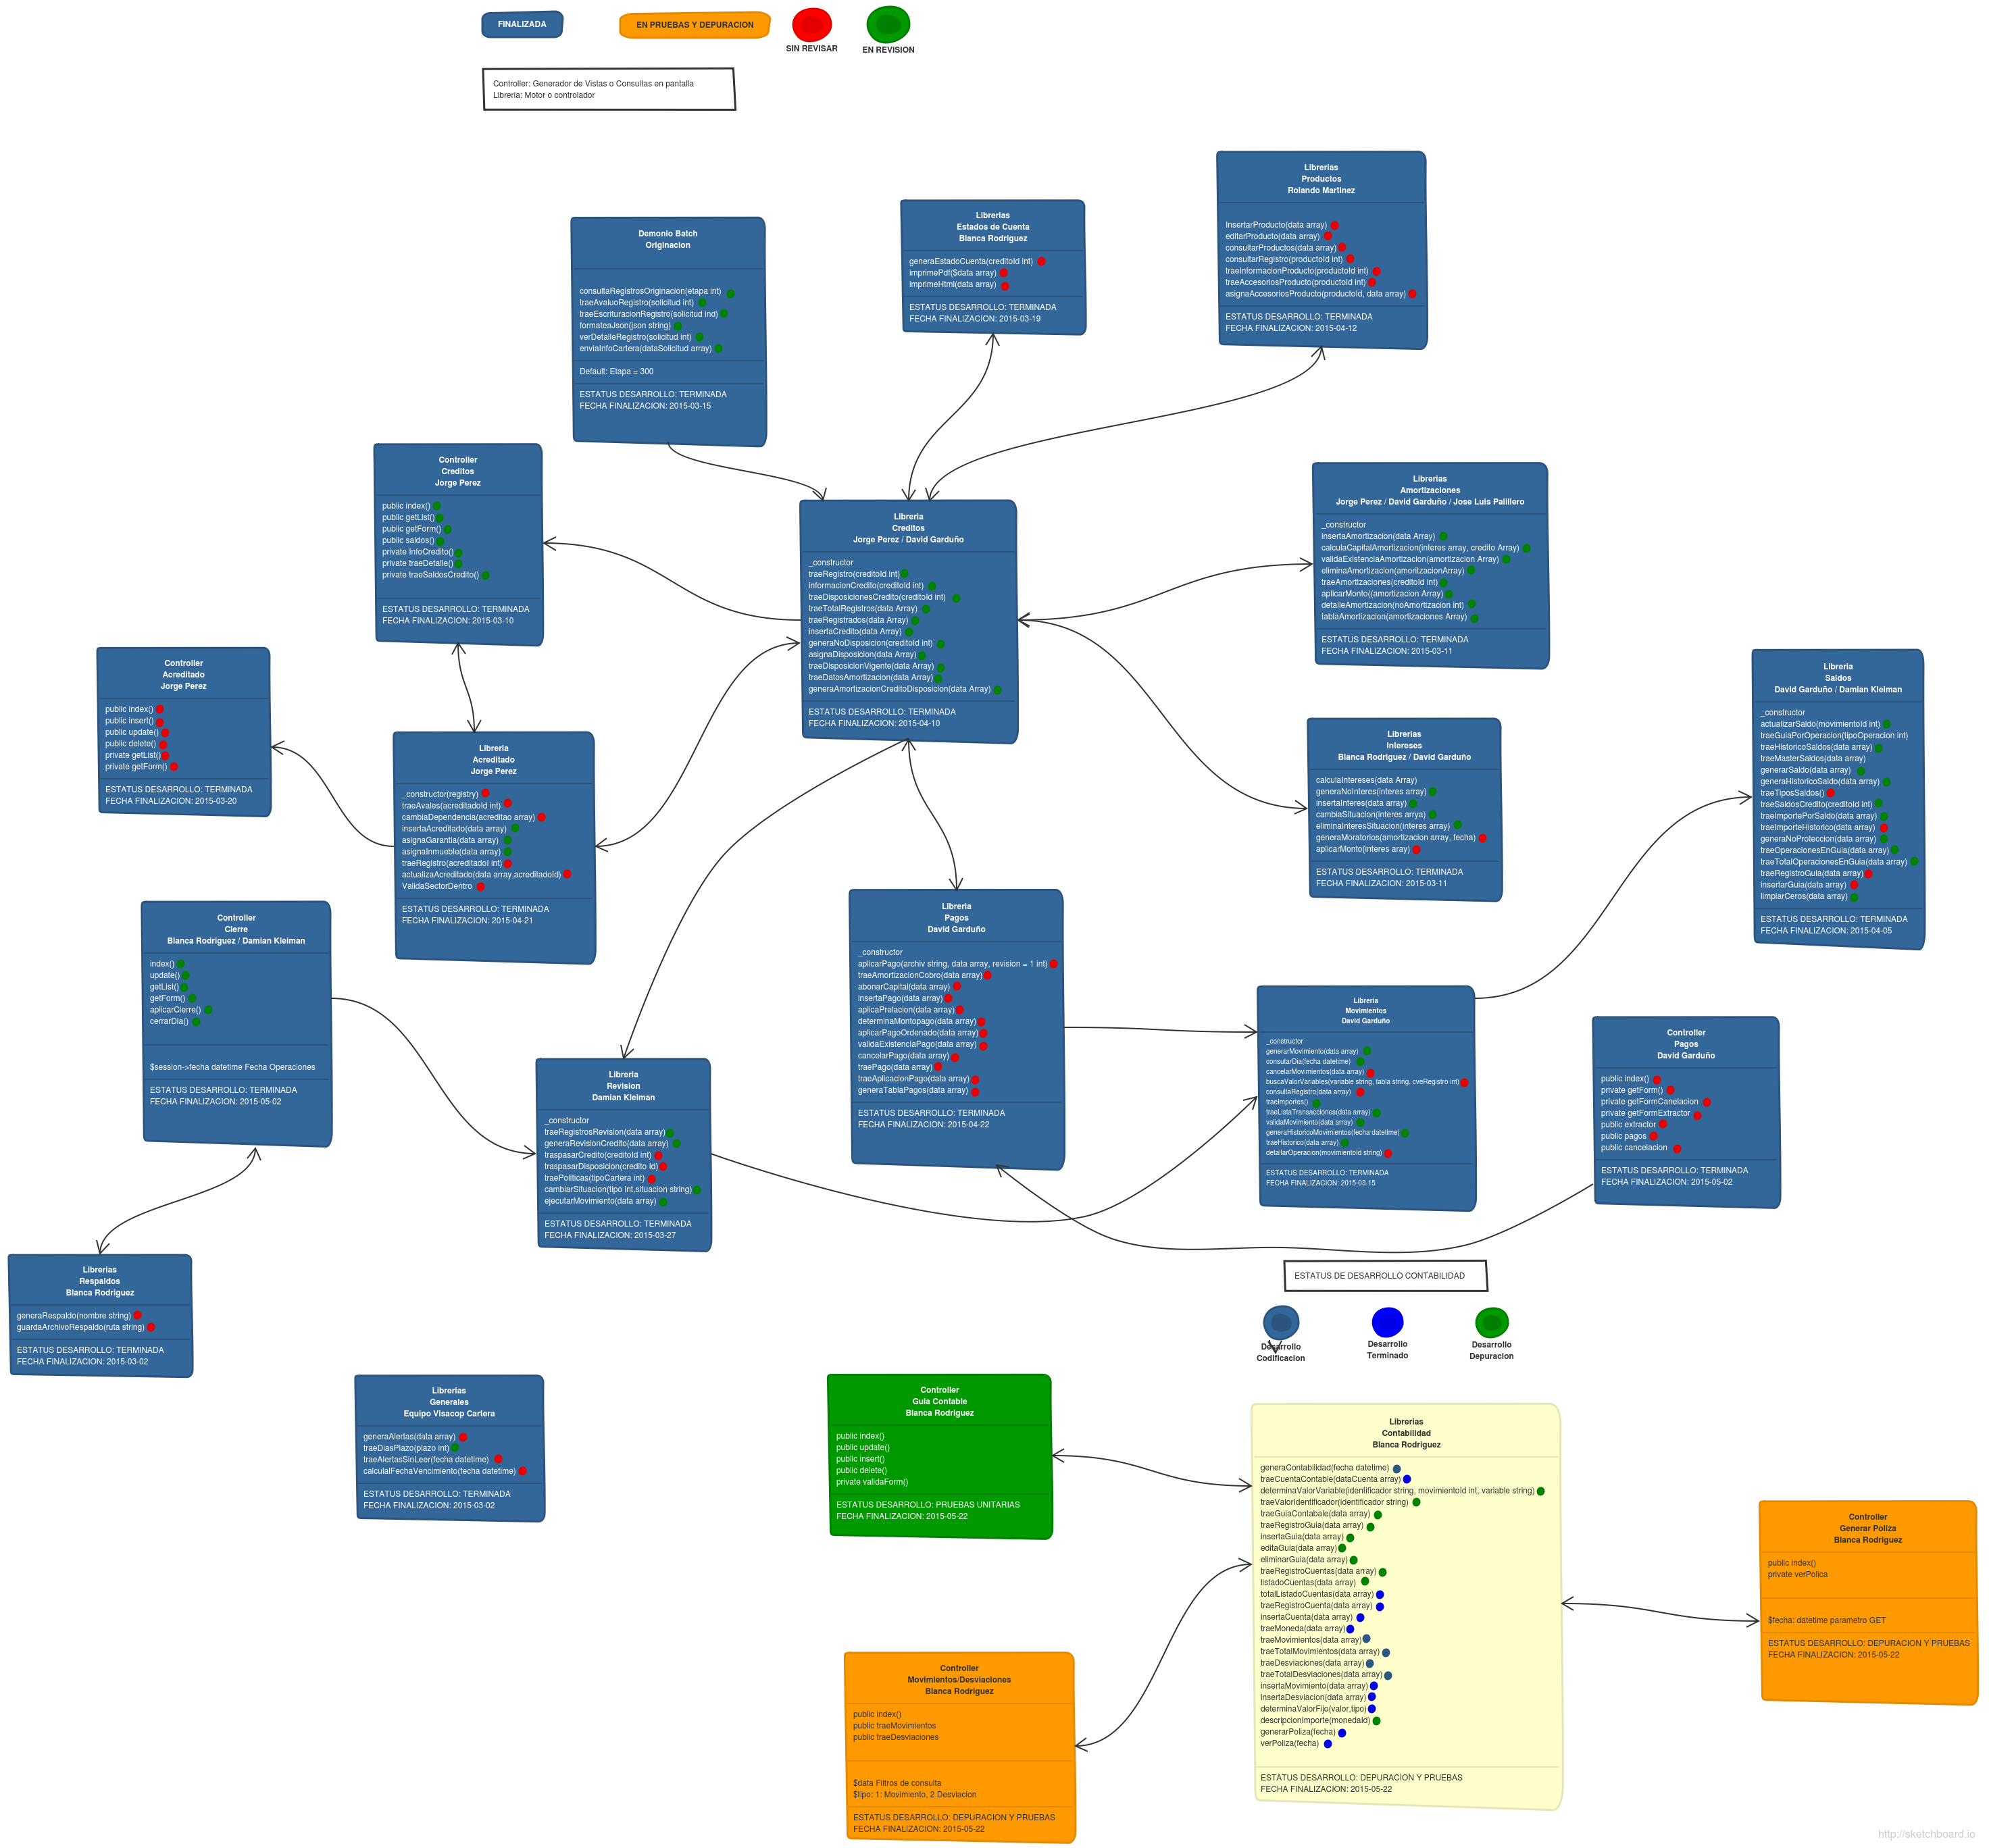 FINALIZADA
EN PRUEBAS Y DEPURACION
SIN REVISAR
EN REVISION
Controller: Generador de Vistas o Consultas en pantalla
Libreria: Motor o controlador
Librerias
Productos
Rolando Martinez
InsertarProducto(data array)
editarProducto(data array)
consultarProductos(data array)
consultarRegistro(productoId int)
traeInformacionProducto(productoId int)
traeAccesoriosProducto(productoId int)
asignaAccesoriosProducto(productoId, data array)
ESTATUS DESARROLLO: TERMINADA
FECHA FINALIZACION: 2015-04-12
Librerias
Estados de Cuenta
Blanca Rodriguez
generaEstadoCuenta(creditoId int)
imprimePdf($data array)
imprimeHtml(data array)
ESTATUS DESARROLLO: TERMINADA
FECHA FINALIZACION: 2015-03-19
Demonio Batch
Originacion
consultaRegistrosOriginacion(etapa int)
traeAvaluoRegistro(solicitud int)
traeEscrituracionRegistro(solicitud ind)
formateaJson(json string)
verDetalleRegistro(solicitud int)
enviaInfoCartera(dataSolicitud array)
Default: Etapa = 300
ESTATUS DESARROLLO: TERMINADA
FECHA FINALIZACION: 2015-03-15
Controller
Creditos
Jorge Perez
public index()
public getList()
public getForm()
public saldos()
private InfoCredito()
private traeDetalle()
private traeSaldosCredito()
ESTATUS DESARROLLO: TERMINADA
FECHA FINALIZACION: 2015-03-10
Libreria
Creditos
Jorge Perez / David Garduño
_constructor
traeRegistro(creditoId int)
informacionCredito(creditoId int)
traeDisposicionesCredito(creditoId int)
traeTotalRegistros(data Array)
traeRegistrados(data Array)
insertaCredito(data Array)
generaNoDisposicion(creditoId int)
asignaDisposicion(data Array)
traeDisposicionVigente(data Array)
traeDatosAmortizacion(data Array)
generaAmortizacionCreditoDisposicion(data Array)
ESTATUS DESARROLLO: TERMINADA
FECHA FINALIZACION: 2015-04-10
Librerias
Amortizaciones
Jorge Perez / David Garduño / Jose Luis Palillero
_constructor
insertaAmortizacion(data Array)
calculaCapitalAmortizacion(interes array, credito Array)
validaExistenciaAmortizacion(amortizacion Array)
eliminaAmortizacion(amoritzacionArray)
traeAmortizaciones(creditoId int)
aplicarMonto((amortizacion Array)
detalleAmortizacion(noAmortizacion int)
tablaAmortizacion(amortizaciones Array)
ESTATUS DESARROLLO: TERMINADA
FECHA FINALIZACION: 2015-03-11
Controller
Acreditado
Jorge Perez
public index()
public insert()
public update()
public delete()
private getList()
private getForm()
ESTATUS DESARROLLO: TERMINADA
FECHA FINALIZACION: 2015-03-20
Libreria
Acreditado
Jorge Perez
_constructor(registry)
traeAvales(acreditadoId int)
cambiaDependencia(acreditao array)
insertaAcreditado(data array)
asignaGarantia(data array)
asignaInmueble(data array)
traeRegistro(acreditadoI int)
actualizaAcreditado(data array,acreditadoId)
ValidaSectorDentro
ESTATUS DESARROLLO: TERMINADA
FECHA FINALIZACION: 2015-04-21
Librerias
Intereses
Blanca Rodriguez / David Garduño
calculaIntereses(data Array)
generaNoInteres(interes array)
insertaInteres(data array)
cambiaSituacion(interes arrya)
eliminaInteresSituacion(interes array)
generaMoratorios(amortizacion array, fecha)
aplicarMonto(interes aray)
ESTATUS DESARROLLO: TERMINADA
FECHA FINALIZACION: 2015-03-11
Libreria
Saldos
David Garduño / Damian Kleiman
_constructor
actualizarSaldo(movimientoId int)
traeGuiaPorOperacion(tipoOperacion int)
traeHistoricoSaldos(data array)
traeMasterSaldos(data array)
generarSaldo(data array)
generaHistoricoSaldo(data array)
traeTiposSaldos()
traeSaldosCredito(creditoId int)
traeImportePorSaldo(data array)
traeImporteHistorico(data array)
generaNoProteccion(data array)
traeOperacionesEnGuia(data array)
traeTotalOperacionesEnGuia(data array)
traeRegistroGuia(data array)
insertarGuia(data array)
limpiarCeros(data array)
ESTATUS DESARROLLO: TERMINADA
FECHA FINALIZACION: 2015-04-05
Controller
Cierre
Blanca Rodriguez / Damian Kleiman
index()
update()
getList()
getForm()
aplicarCierre()
cerrarDia()
$session->fecha datetime Fecha Operaciones
ESTATUS DESARROLLO: TERMINADA
FECHA FINALIZACION: 2015-05-02
Libreria
Pagos
David Garduño
_constructor
aplicarPago(archiv string, data array, revision = 1 int)
traeAmortizacionCobro(data array)
abonarCapital(data array)
insertaPago(data array)
aplicaPrelacion(data array)
determinaMontopago(data array)
aplicarPagoOrdenado(data array)
validaExistenciaPago(data array)
cancelarPago(data array)
traePago(data array)
traeAplicacionPago(data array)
generaTablaPagos(data array)
ESTATUS DESARROLLO: TERMINADA
FECHA FINALIZACION: 2015-04-22
Libreria
Movimientos
David Garduño
_constructor
generarMovimiento(data array)
consutarDia(fecha datetime)
cancelarMovimientos(data array)
buscaValorVariables(variable string, tabla string, cveRegistro int)
consultaRegistro(data array)
traeImportes()
traeListaTransacciones(data array)
validaMovimiento(data array)
generaHistoricoMovimientos(fecha datetime)
traeHistorico(data array)
detallarOperacion(movimientoId string)
ESTATUS DESARROLLO: TERMINADA
FECHA FINALIZACION: 2015-03-15
Controller
Pagos
David Garduño
public index()
private getForm()
private getFormCanelacion
private getFormExtractor
public extractor
public pagos
public cancelacion
ESTATUS DESARROLLO: TERMINADA
FECHA FINALIZACION: 2015-05-02
Libreria
Revision
Damian Kleiman
_constructor
traeRegistrosRevision(data array)
generaRevisionCredito(data array)
traspasarCredito(creditoId int)
traspasarDisposicion(credito Id)
traePoliticas(tipoCartera int)
cambiarSituacion(tipo int,situacion string)
ejecutarMovimiento(data array)
ESTATUS DESARROLLO: TERMINADA
FECHA FINALIZACION: 2015-03-27
Librerias
Respaldos
Blanca Rodriguez
generaRespaldo(nombre string)
guardaArchivoRespaldo(ruta string)
ESTATUS DESARROLLO: TERMINADA
FECHA FINALIZACION: 2015-03-02
ESTATUS DE DESARROLLO CONTABILIDAD
Desarrollo
Codificacion
Desarrollo
Terminado
Desarrollo
Depuracion
Librerias
Generales
Equipo Visacop Cartera
generaAlertas(data array)
traeDiasPlazo(plazo int)
traeAlertasSinLeer(fecha datetime)
calculalFechaVencimiento(fecha datetime)
ESTATUS DESARROLLO: TERMINADA
FECHA FINALIZACION: 2015-03-02
Controller
Guia Contable
Blanca Rodriguez
public index()
public update()
public insert()
public delete()
private validaForm()
ESTATUS DESARROLLO: PRUEBAS UNITARIAS
FECHA FINALIZACION: 2015-05-22
Librerias
Contabilidad
Blanca Rodriguez
generaContabilidad(fecha datetime)
traeCuentaContable(dataCuenta array)
determinaValorVariable(identificador string, movimientoId int, variable string)
traeValorIdentificador(identificador string)
traeGuiaContabale(data array)
traeRegistroGuia(data array)
insertaGuia(data array)
editaGuia(data array)
eliminarGuia(data array)
traeRegistroCuentas(data array)
listadoCuentas(data array)
totalListadoCuentas(data array)
traeRegistroCuenta(data array)
insertaCuenta(data array)
traeMoneda(data array)
traeMovimientos(data array)
traeTotalMovimientos(data array)
traeDesviaciones(data array)
traeTotalDesviaciones(data array)
insertaMovimiento(data array)
insertaDesviacion(data array)
determinaValorFijo(valor,tipo)
descripcionImporte(monedaId)
generarPoliza(fecha)
verPoliza(fecha)
ESTATUS DESARROLLO: DEPURACION Y PRUEBAS
FECHA FINALIZACION: 2015-05-22
Controller
Generar Poliza
Blanca Rodriguez
public index()
private verPolica
$fecha: datetime parametro GET
ESTATUS DESARROLLO: DEPURACION Y PRUEBAS
FECHA FINALIZACION: 2015-05-22
Controller
Movimientos/Desviaciones
Blanca Rodriguez
public index()
public traeMovimientos
public traeDesviaciones
$data Filtros de consulta
$tipo: 1: Movimiento, 2 Desviacion
ESTATUS DESARROLLO: DEPURACION Y PRUEBAS
FECHA FINALIZACION: 2015-05-22
http://sketchboard.io